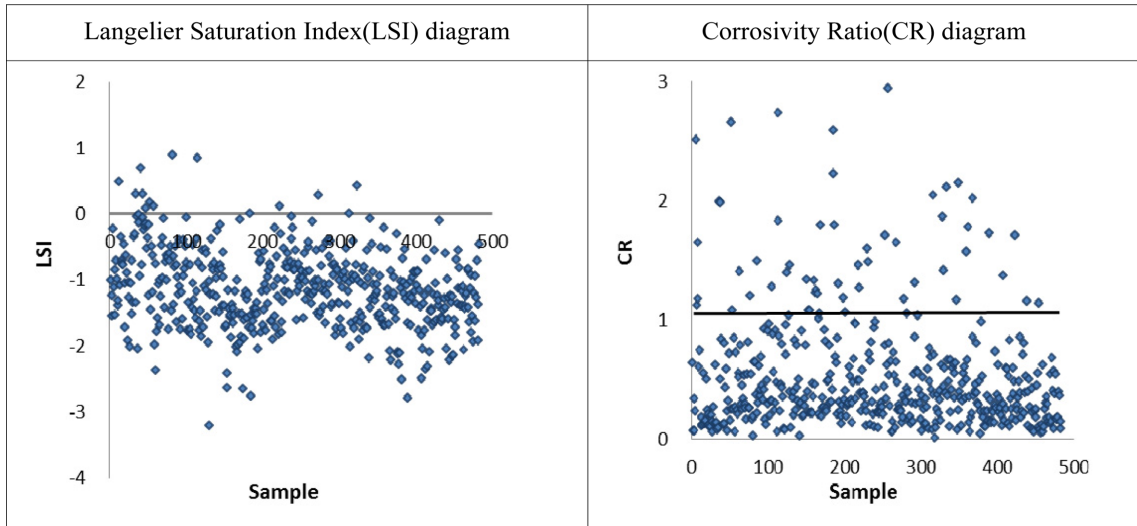 Langelier Saturation Index(LSI) diagram
Corrosivity Ratio(CR) diagram
2
1
0
-1
-2
-3
-4
LSI
0 100 200 300 400 500
Sample
3
2
1
0
CR
0 100 200 300 400 500
Sample